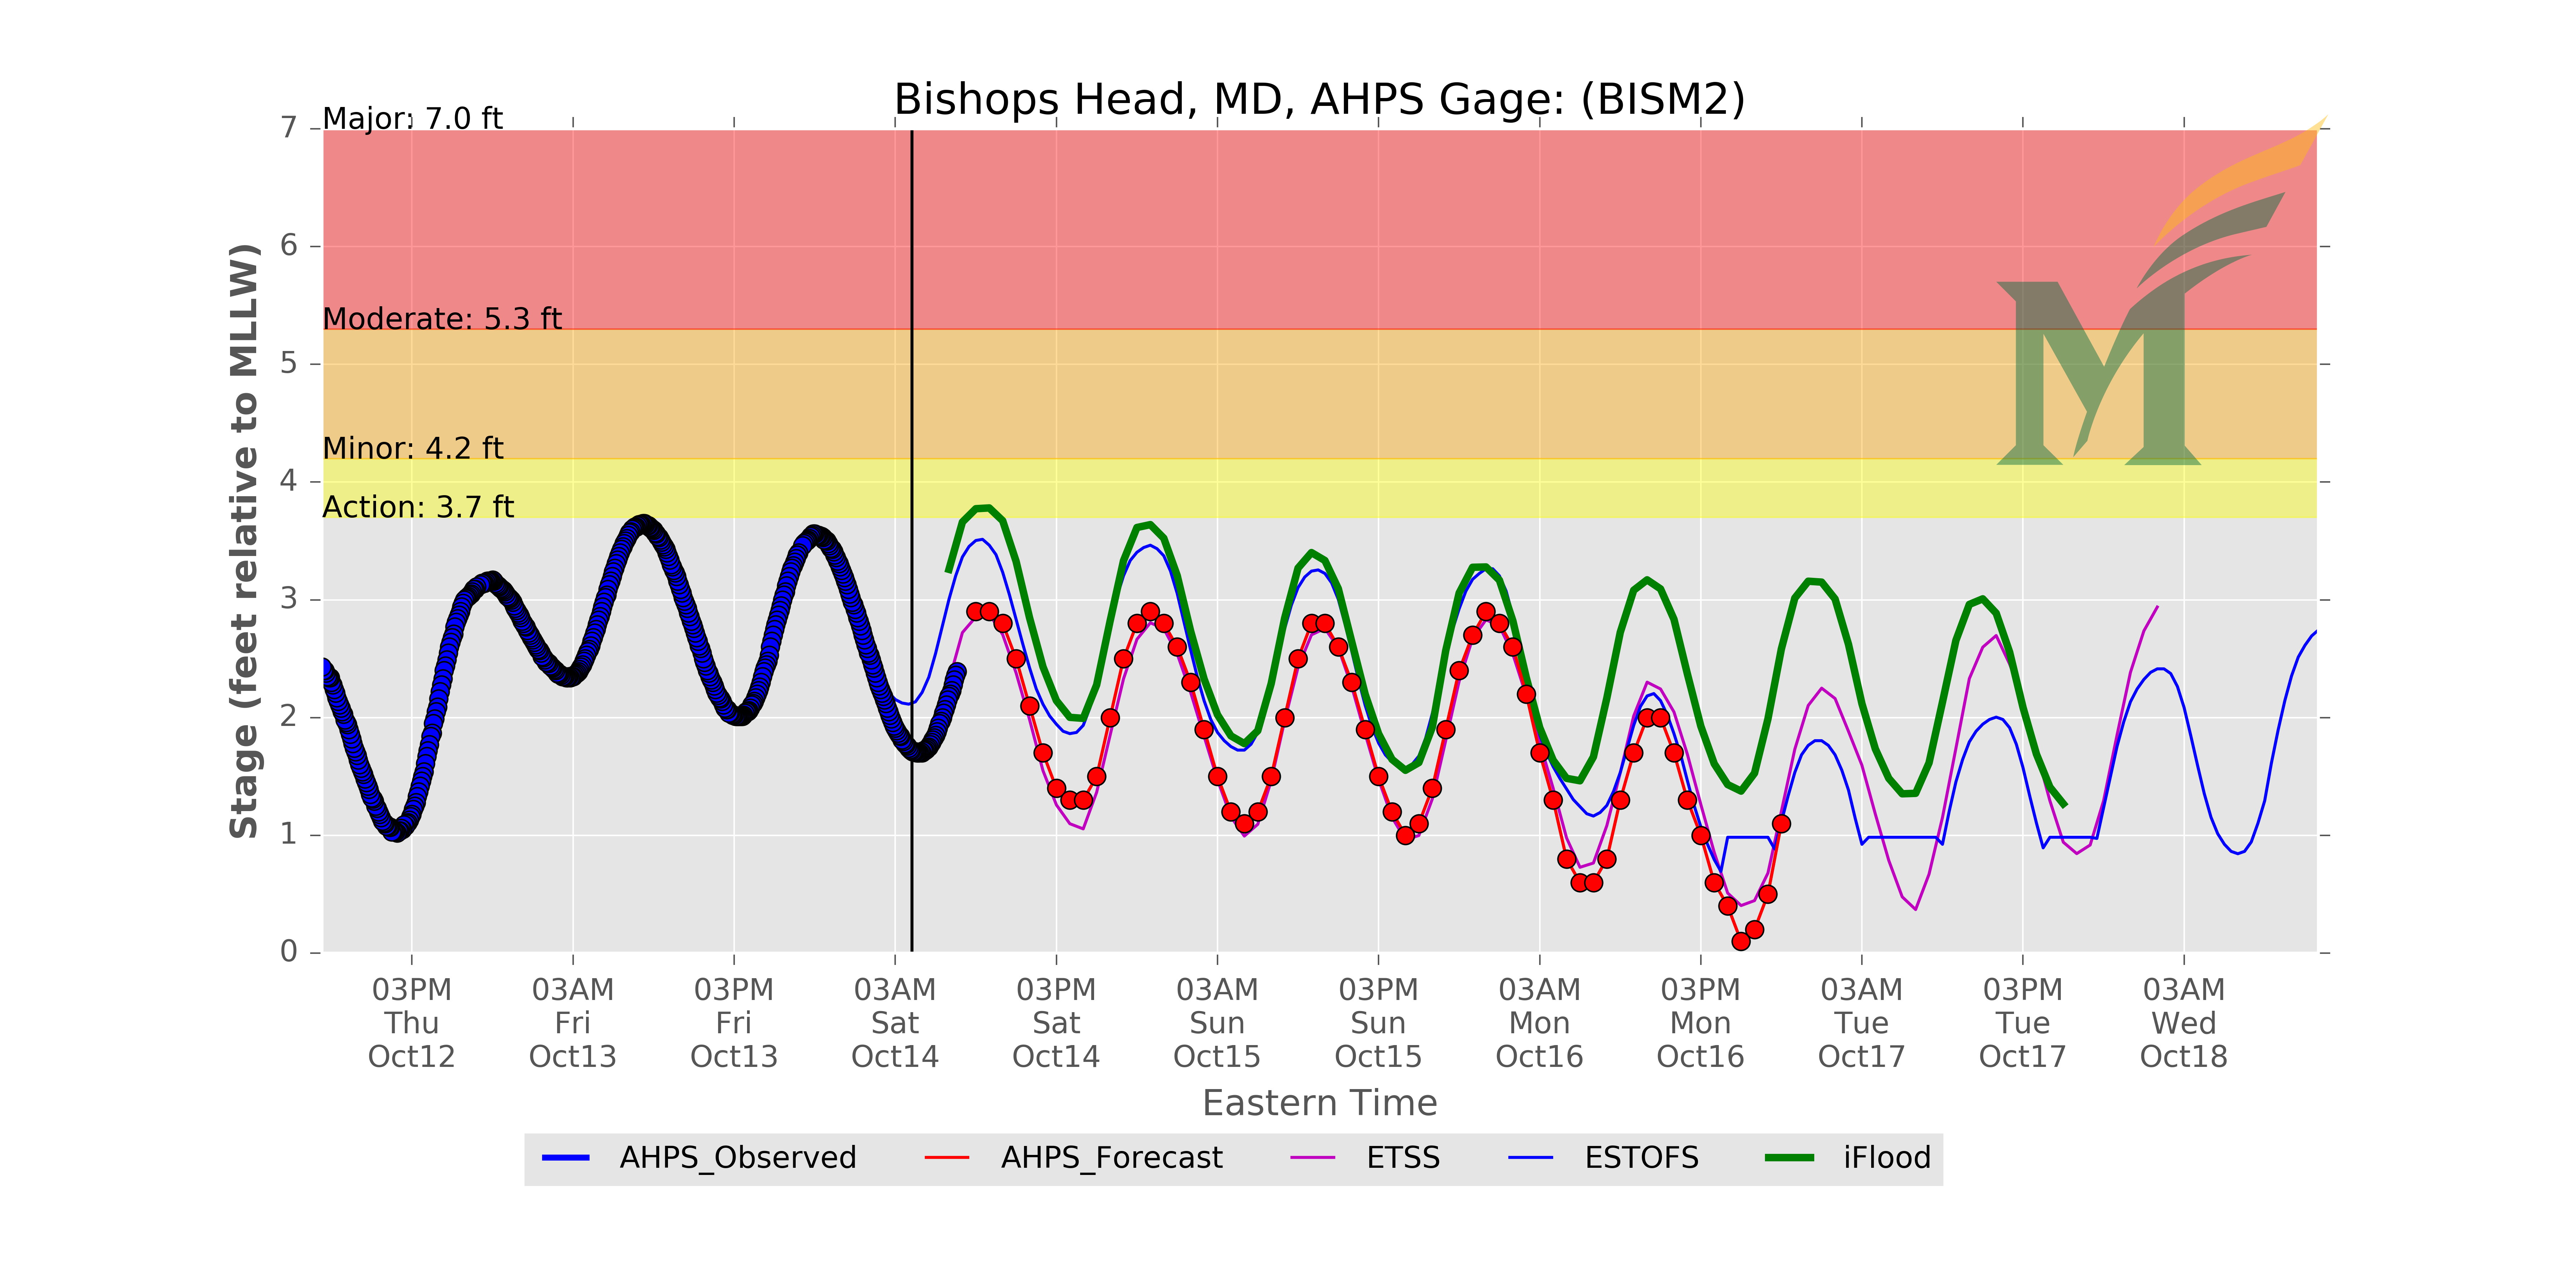 Bishops Head, MD, AHPS Gage: (BISM2)
Major: 7.0 ft
Moderate: 5.3 ft
Minor: 4.2 ft
Action: 3.7 ft
Stage (feet relative to MLLW)
7
6
5
4
3
2
1
0
03PM Thu Oct12
03AM Fri Oct13
03PM Fri Oct13
03AM Sat Oct14
03PM Sat Oct14
03AM Sun Oct15
03PM Sun Oct15
03AM Mon Oct16
03PM Mon Oct16
03AM Tue Oct17
03PM Tue Oct17
03AM Wed Oct18
Eastern Time
AHPS_Observed
AHPS_Forecast
ETSS
ESTOFS
iFlood
M